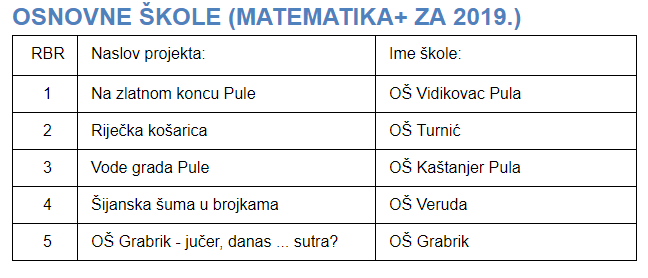 OSNOVNE ŠKOLE (MATEMATIKA+ ZA 2019.)
RBR Naslov projekta: Ime škole:
1 Na zlatnom koncu Pule OŠ Vidikovac Pula
2 Riječka košarica OŠ Turnić
3 Vode grada Pule OŠ Kaštanjer Pula
4 Šijanska šuma u brojkama OŠ Veruda
5 OŠ Grabrik - jučer, danas ... sutra? OŠ Grabrik